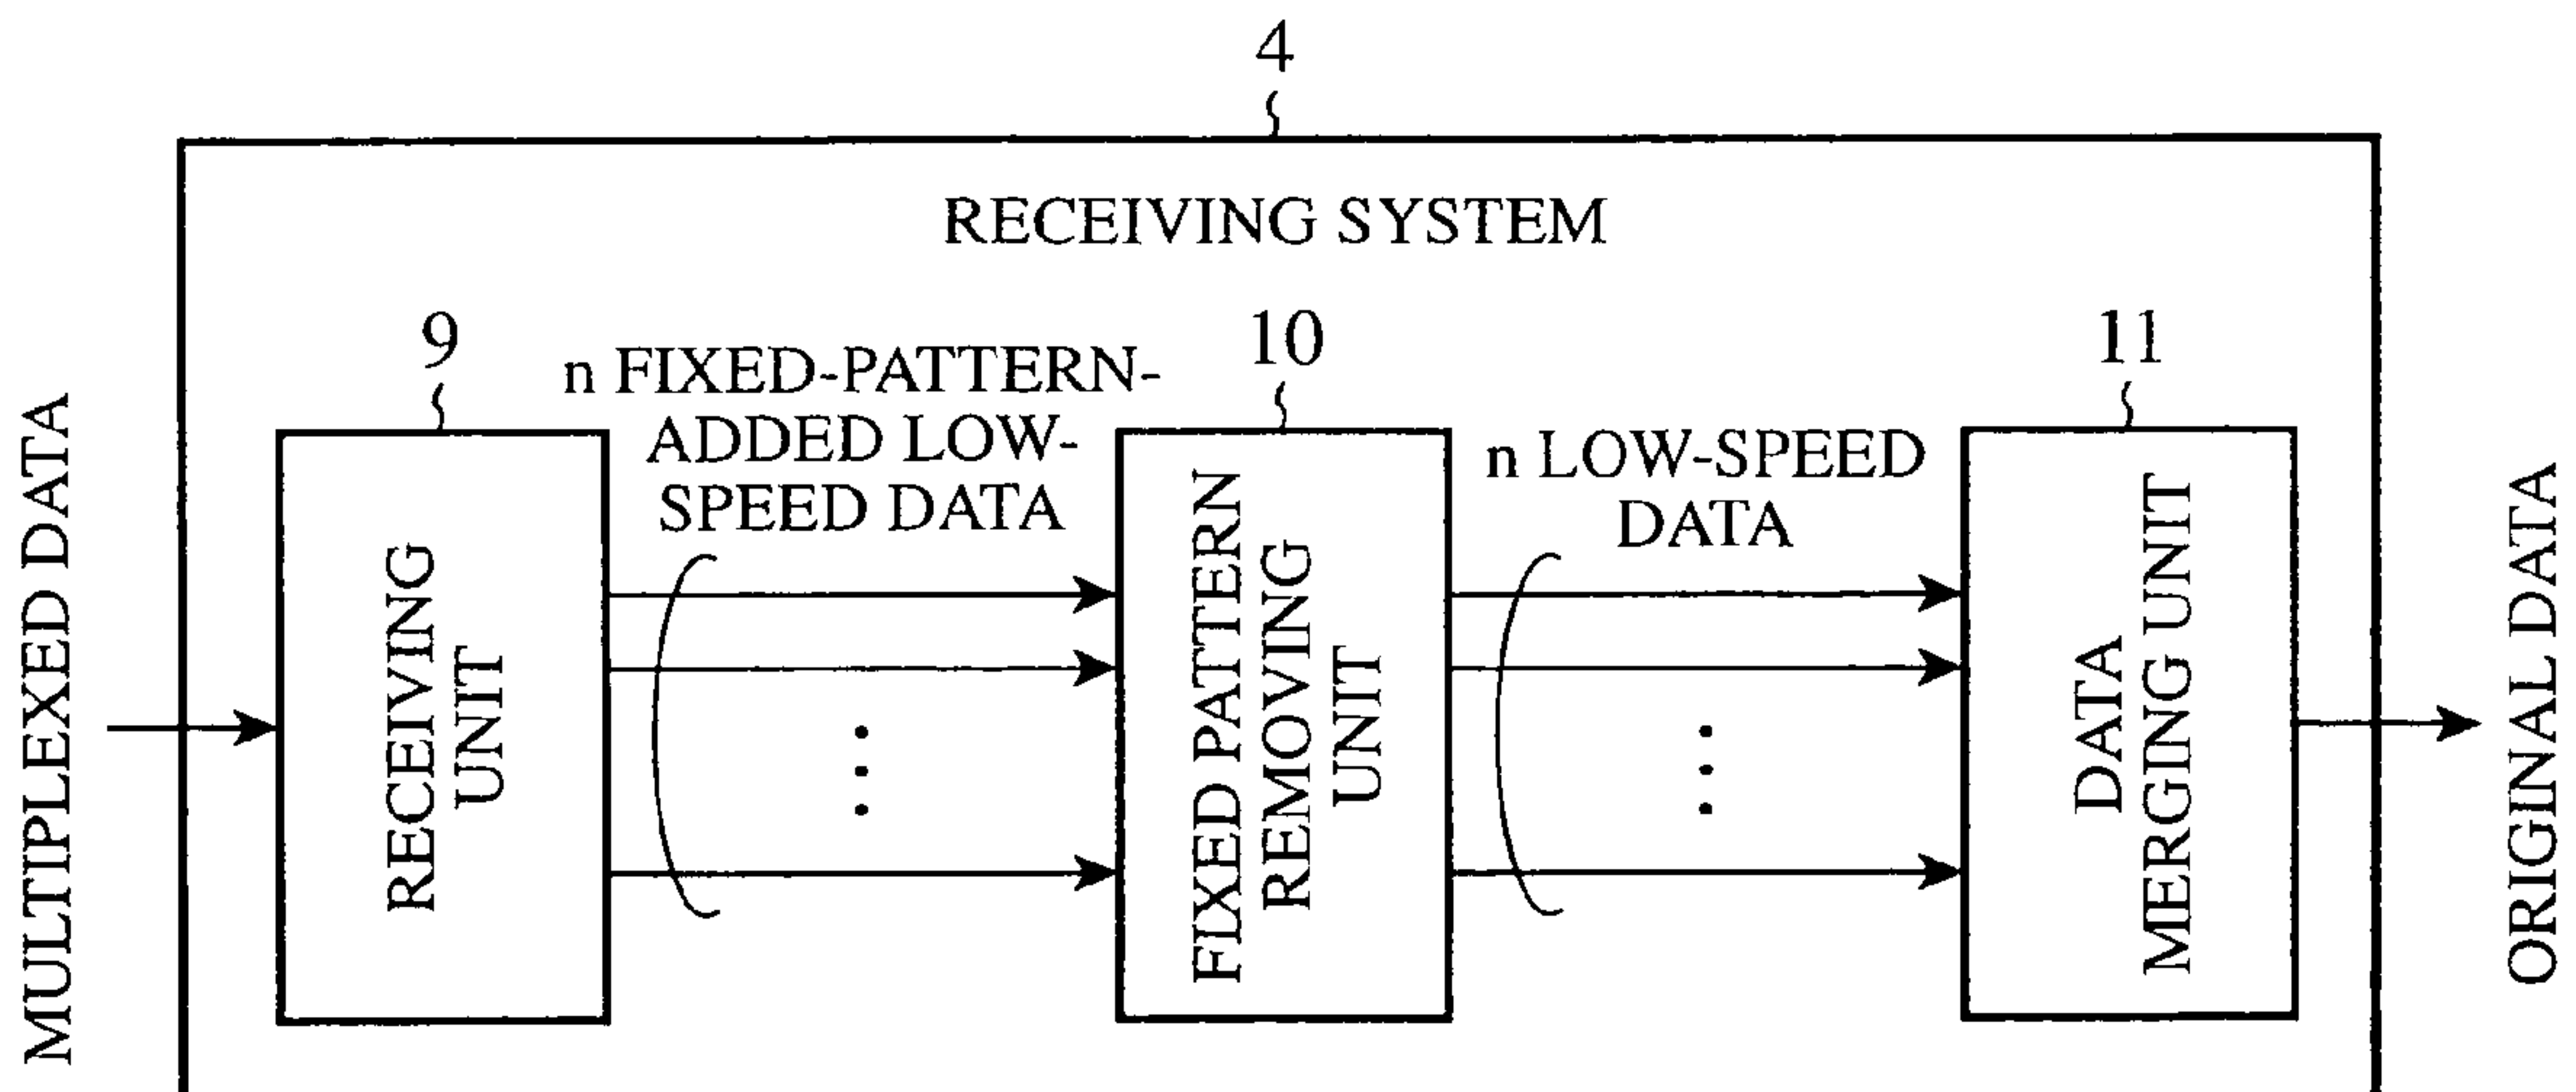 4
RECEIVING SYSTEM
MULTIPLEXED DATA
9
RECEIVING
UNIT
n FIXED-PATTERN-
ADDED LOW-
SPEED DATA
10
FIXED PATTERN
REMOVING
UNIT
n LOW-SPEED
DATA
11
DATA
MERGING UNIT
ORIGINAL DATA